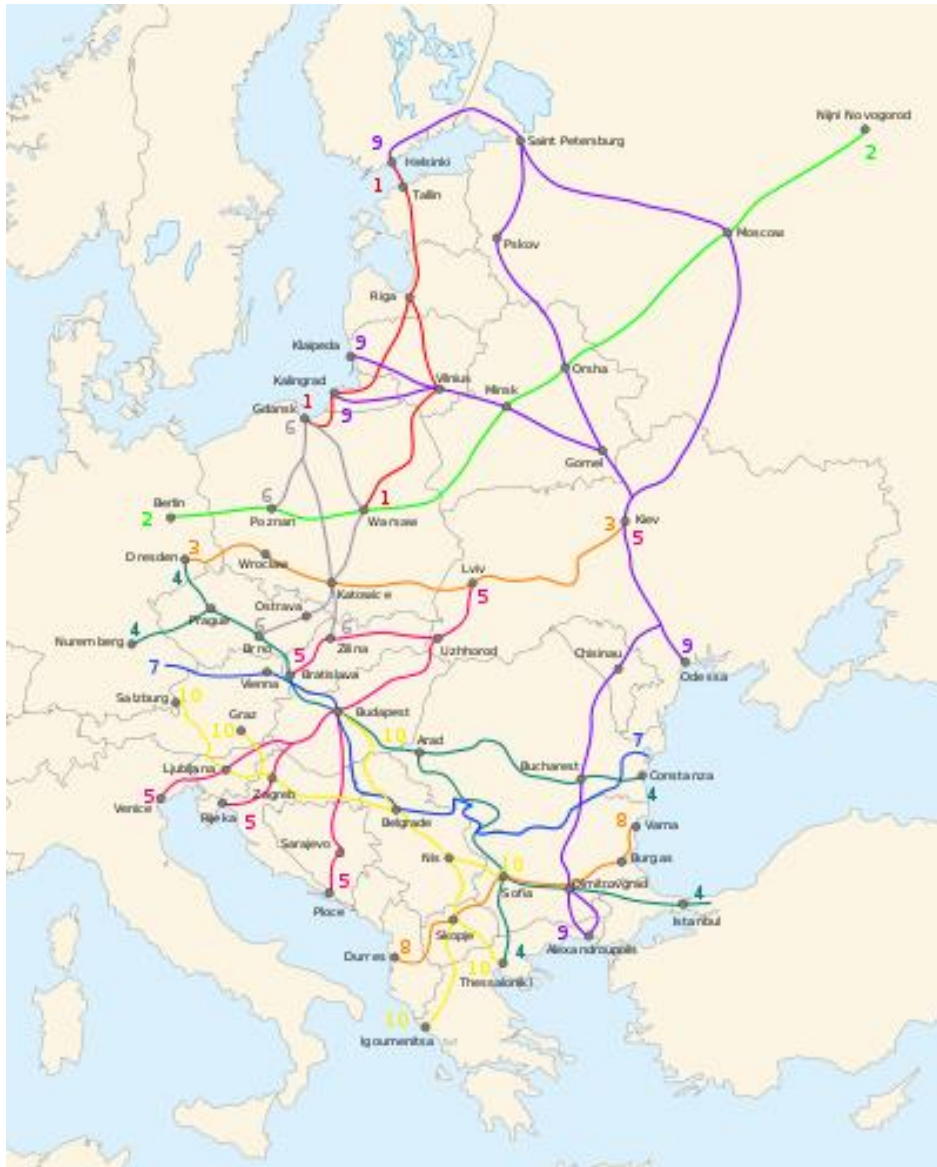 Nijni Novogorod
2
9
Saint Petersburg
Helsinki
1
Tallin
Moscow
Pskov
Riga
Klaipeda
9
Orsha
Kalingrad
Vilnius
Minsk
1
9
Gdansk
6
Gomel
Berlin
6
1
2
Poznan
Warsaw
3
Kiev
5
Dresden
3
Wroclaw
4
Lviv
Katowice
5
Ostrava
Prague
4
6
6
Nuremberg
Brno
Zilina
Uzhhorod
9
5
Chisinau
7
Vienna
Bratislava
Odessa
Salzburg
10
Graz
Budapest
10
10
Arad
7
Ljubljana
Bucharest
Constanza
Zagreb
5
4
Venice
Rijeka
5
Belgrade
8
Varna
Sarajevo
Nis
10
Burgas
5
Sofia
Dimitrovgrad
4
Ploce
Istanbul
Skopje
9
8
4
Alexandroupolis
Durres
10
Thessaloniki
10
Igoumenitsa